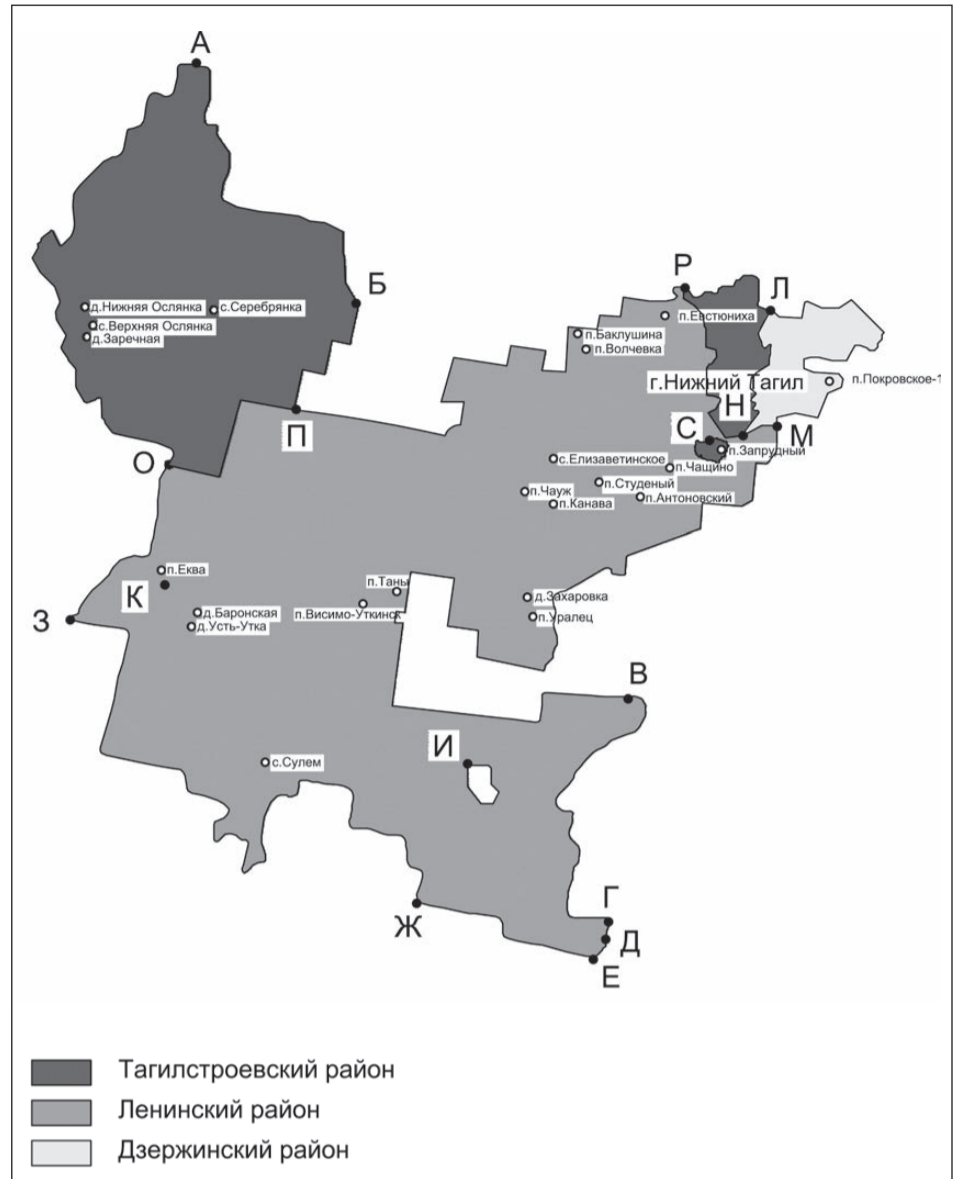 А
Б
Р
Л
д.Нижняя Ослянка
с.Серебрянка
с.Верхняя Ослянка
д.Заречная
п.Евстюниха
п.Баклушина
п.Волчевка
г.Нижний Тагил
п.Покровское-1
П
Н
С
М
О
п.Запрудный
с.Елизаветинское
п.Чащино
п.Студеный
п.Чауж
п.Антоновский
п.Канава
п.Еква
К
п.Таны
З
д.Баронская
п.Висимо-Уткинск
д.Захаровка
д.Усть-Утка
п.Уралец
В
И
с.Сулем
Ж
Г
Д
Е
Тагилстроевский район
Ленинский район
Дзержинский район